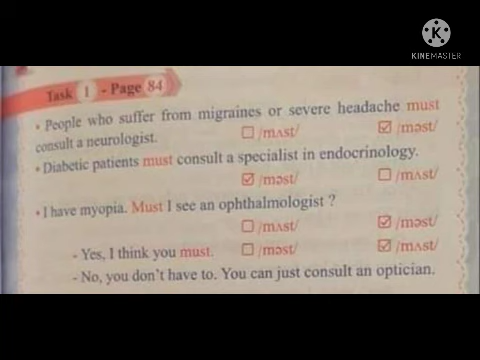 K
KINEMASTER
Task 1 - Page 84
• People who suffer from migraines or severe headache must
consult a neurologist. ☐ /mʌst/ ☑ /məst/
• Diabetic patients must consult a specialist in endocrinology.
☑ /məst/ ☐ /mʌst/
• I have myopia. Must I see an ophthalmologist ?
☐ /mʌst/ ☑ /məst/
- Yes, I think you must. ☐ /məst/ ☑ /mʌst/
- No, you don't have to. You can just consult an optician.